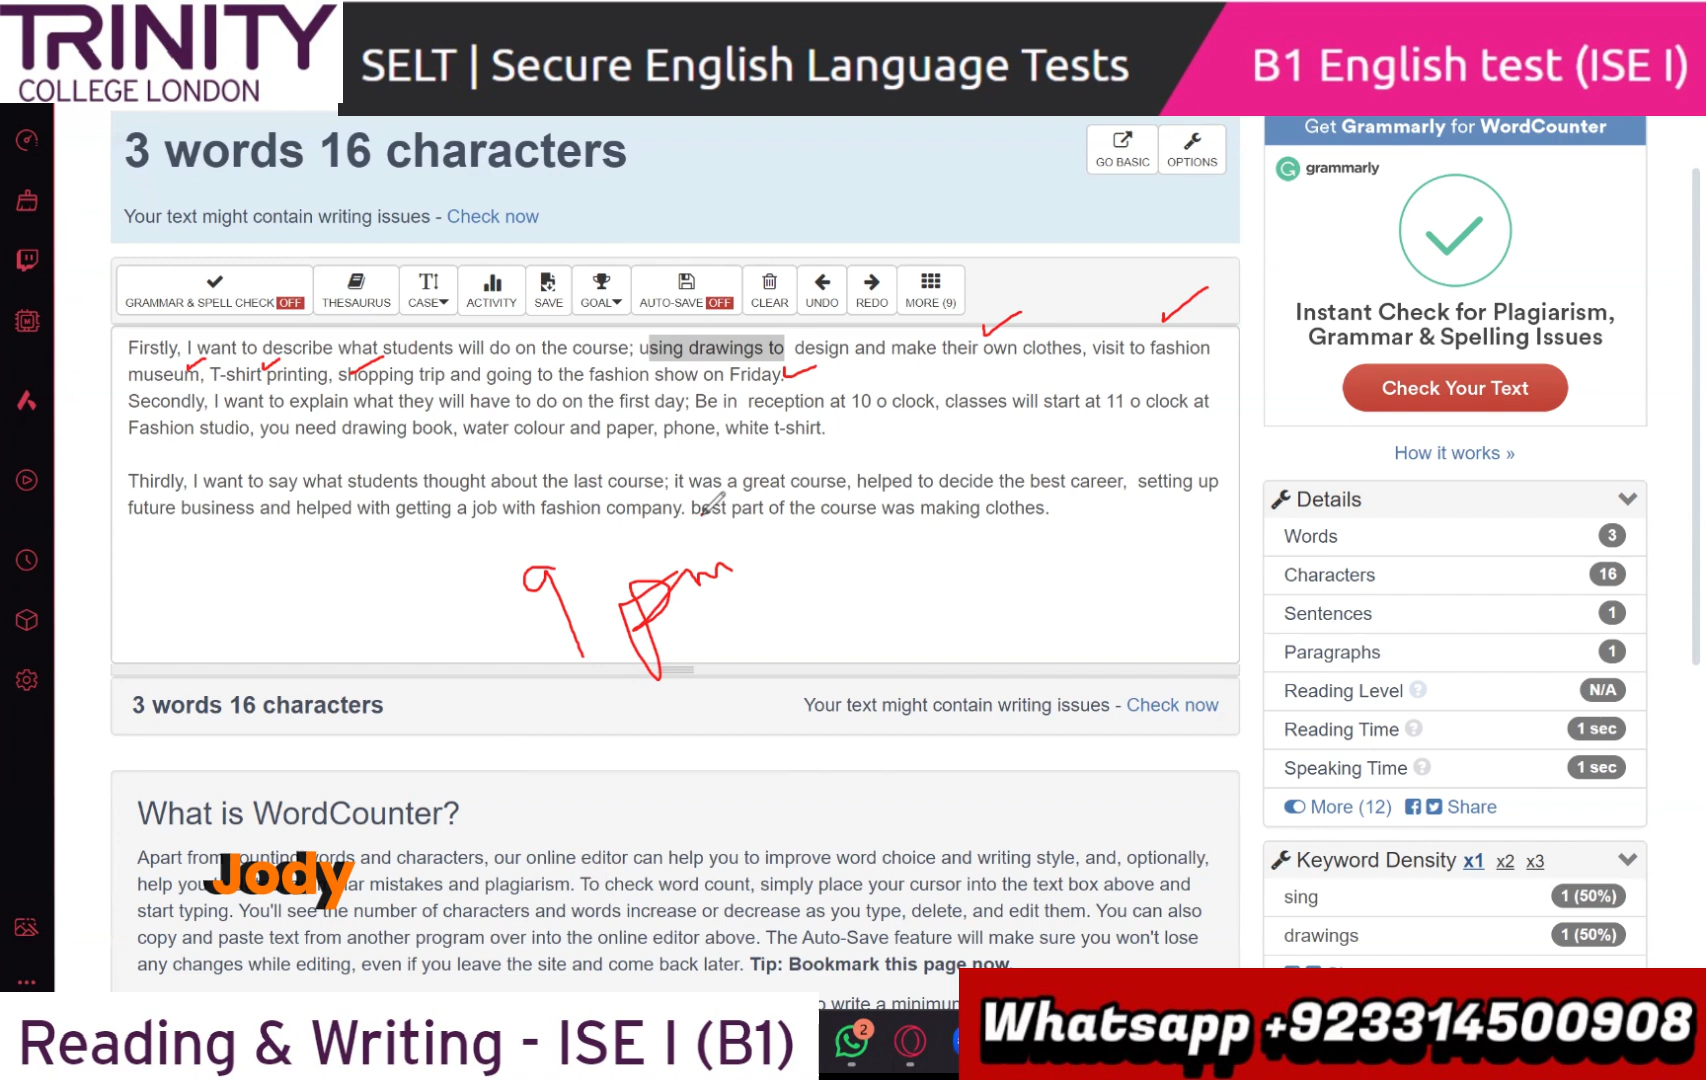 TRINITY
COLLEGE LONDON
SELT | Secure English Language Tests
B1 English test (ISE I)
3 words 16 characters
GO BASIC
OPTIONS
Your text might contain writing issues - Check now
GRAMMAR & SPELL CHECK OFF
THESAURUS
CASE
ACTIVITY
SAVE
GOAL
AUTO-SAVE OFF
CLEAR
UNDO
REDO
MORE (9)
Firstly, I want to describe what students will do on the course; using drawings to design and make their own clothes, visit to fashion
museum, T-shirt printing, shopping trip and going to the fashion show on Friday.
Secondly, I want to explain what they will have to do on the first day; Be in reception at 10 o clock, classes will start at 11 o clock at
Fashion studio, you need drawing book, water colour and paper, phone, white t-shirt.
Thirdly, I want to say what students thought about the last course; it was a great course, helped to decide the best career, setting up
future business and helped with getting a job with fashion company. best part of the course was making clothes.
9 pm
3 words 16 characters
Your text might contain writing issues - Check now
What is WordCounter?
Apart from counting words and characters, our online editor can help you to improve word choice and writing style, and, optionally,
help you mistakes and plagiarism. To check word count, simply place your cursor into the text box above and
start typing. You'll see the number of characters and words increase or decrease as you type, delete, and edit them. You can also
copy and paste text from another program over into the online editor above. The Auto-Save feature will make sure you won't lose
any changes while editing, even if you leave the site and come back later. Tip: Bookmark this page now.
o write a minimum
Jody
Get Grammarly for WordCounter
grammarly
Instant Check for Plagiarism,
Grammar & Spelling Issues
Check Your Text
How it works »
Details
Words 3
Characters 16
Sentences 1
Paragraphs 1
Reading Level N/A
Reading Time 1 sec
Speaking Time 1 sec
More (12) Share
Keyword Density x1 x2 x3
sing 1 (50%)
drawings 1 (50%)
Reading & Writing - ISE I (B1)
2
Whatsapp +923314500908